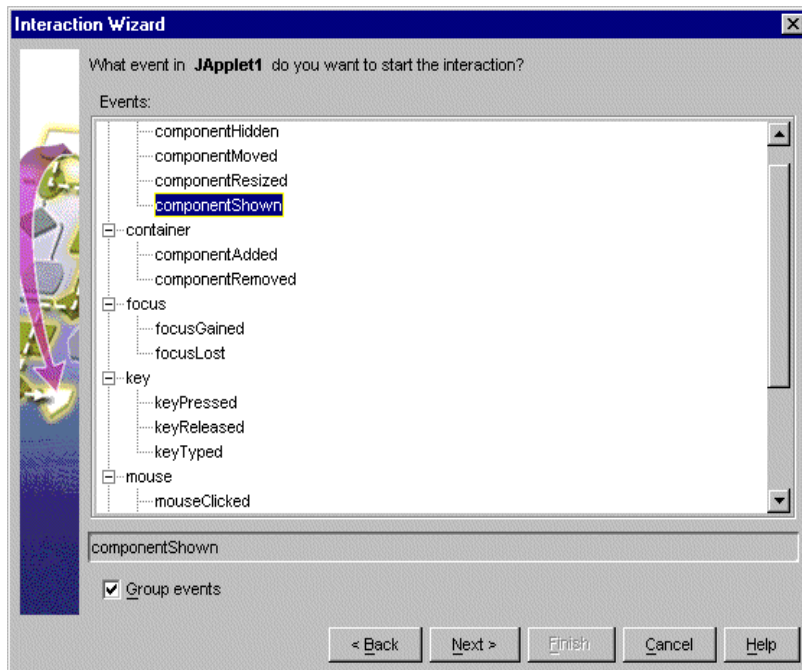 Interaction Wizard
What event in JApplet1 do you want to start the interaction?
Events:
componentHidden
componentMoved
componentResized
componentShown
container
componentAdded
componentRemoved
focus
focusGained
focusLost
key
keyPressed
keyReleased
keyTyped
mouse
mouseClicked
componentShown
Group events
< Back Next > Finish Cancel Help